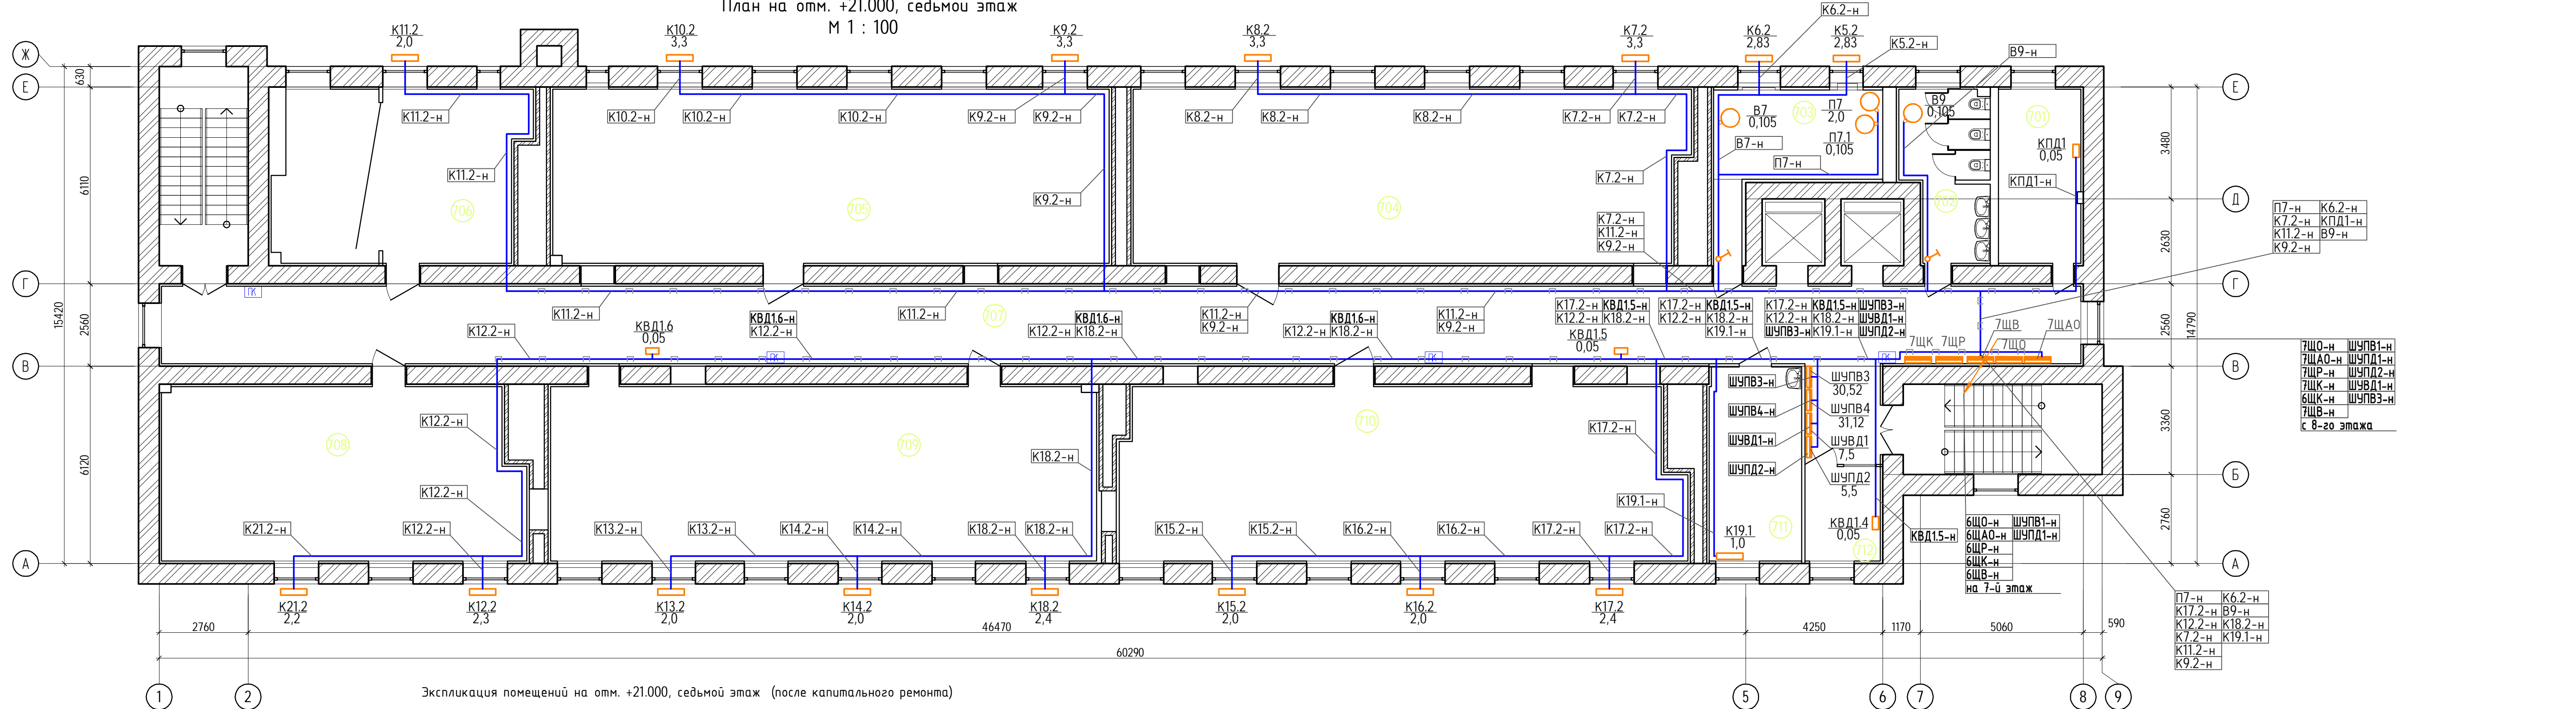 План на отм. +21.000, седьмой этаж
М 1 : 100
К6.2-н
К11.2
2,0
К10.2
3,3
К9.2
3,3
К8.2
3,3
К7.2
3,3
К6.2
2,83
К5.2
2,83
К5.2-н
В9-н
Ж
Е
630
6110
15420
2560
6120
Г
В
А
К11.2-н
К10.2-н
К10.2-н
К10.2-н
К9.2-н
К9.2-н
К8.2-н
К8.2-н
К8.2-н
К7.2-н
К7.2-н
В7
0,105
П7
2,0
703
П7.1
0,105
В9
0,105
701
КПД1
0,05
В7-н
П7-н
КПД1-н
К11.2-н
К9.2-н
К7.2-н
706
705
704
702
К7.2-н
К11.2-н
К9.2-н
Е
3480
Д
2630
Г
2560
14790
В
3360
Б
2760
А
П7-н К6.2-н
К7.2-н КПД1-н
К11.2-н В9-н
К9.2-н
ПК
К11.2-н
К11.2-н
К11.2-н
К9.2-н
К11.2-н
К9.2-н
707
К12.2-н
КВД1.6
0,05
КВД1.6-н
К12.2-н
КВД1.6-н
К12.2-н К18.2-н
КВД1.6-н
К12.2-н К18.2-н
КВД1.5
0,05
К17.2-н КВД1.5-н
К12.2-н К18.2-н
К17.2-н КВД1.5-н
К12.2-н К18.2-н
К19.1-н
К17.2-н КВД1.5-н ШУПВ3-н
К12.2-н К18.2-н ШУВД1-н
ШУПВ3-н К19.1-н ШУПД2-н
ПК
ПК
ПК
7ЩК
7ЩР
7ЩВ
7ЩО
7ЩАО
7ЩО-н ШУПВ1-н
7ЩАО-н ШУПД1-н
7ЩР-н ШУПД2-н
7ЩК-н ШУВД1-н
6ЩК-н ШУПВ3-н
7ЩВ-н
с 8-го этажа
708
709
710
711
712
К12.2-н
К12.2-н
К18.2-н
К17.2-н
К19.1-н
ШУПВ3-н
ШУПВ4-н
ШУВД1-н
ШУПД2-н
ШУПВ3
30,52
ШУПВ4
31,12
ШУВД1
7,5
ШУПД2
5,5
К19.1
1,0
КВД1.4
0,05
КВД1.5-н
6ЩО-н ШУПВ1-н
6ЩАО-н ШУПД1-н
6ЩР-н
6ЩК-н
6ЩВ-н
на 7-й этаж
К21.2-н
К12.2-н
К13.2-н
К13.2-н
К14.2-н
К14.2-н
К18.2-н
К18.2-н
К15.2-н
К15.2-н
К16.2-н
К16.2-н
К17.2-н
К17.2-н
К21.2
2,2
К12.2
2,3
К13.2
2,0
К14.2
2,0
К18.2
2,4
К15.2
2,0
К16.2
2,0
К17.2
2,4
П7-н К6.2-н
К17.2-н В9-н
К12.2-н К18.2-н
К7.2-н К19.1-н
К11.2-н
К9.2-н
2760
46470
4250
1170
5060
590
60290
1
2
5
6
7
8
9
Экспликация помещений на отм. +21.000, седьмой этаж (после капитального ремонта)